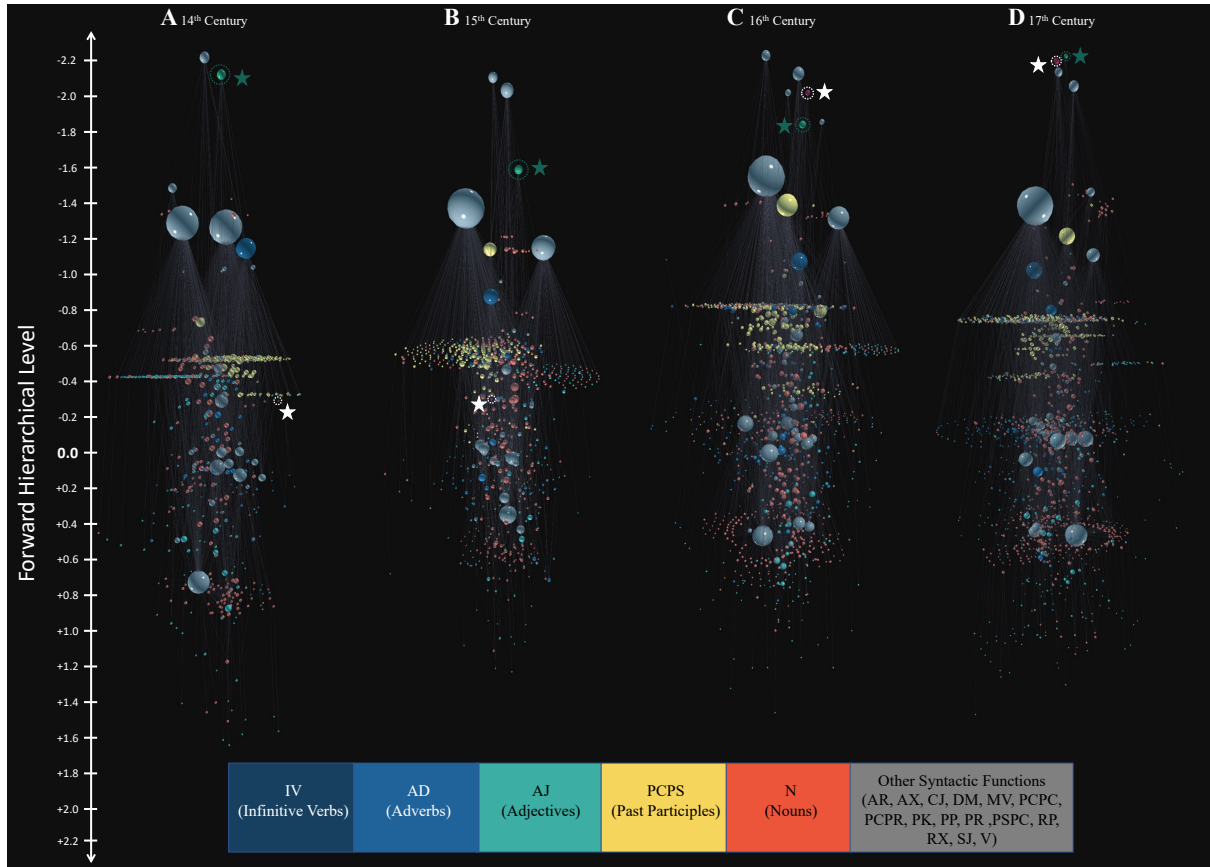 A 14th Century
B 15th Century
C 16th Century
D 17th Century
Forward Hierarchical Level
-2.2
-2.0
-1.8
-1.6
-1.4
-1.2
-1.0
-0.8
-0.6
-0.4
-0.2
0.0
+0.2
+0.4
+0.6
+0.8
+1.0
+1.2
+1.4
+1.6
+1.8
+2.0
+2.2
IV
(Infinitive Verbs)
AD
(Adverbs)
AJ
(Adjectives)
PCPS
(Past Participles)
N
(Nouns)
Other Syntactic Functions
(AR, AX, CJ, DM, MV, PCPC,
PCPR, PK, PP, PR ,PSPC, RP,
RX, SJ, V)